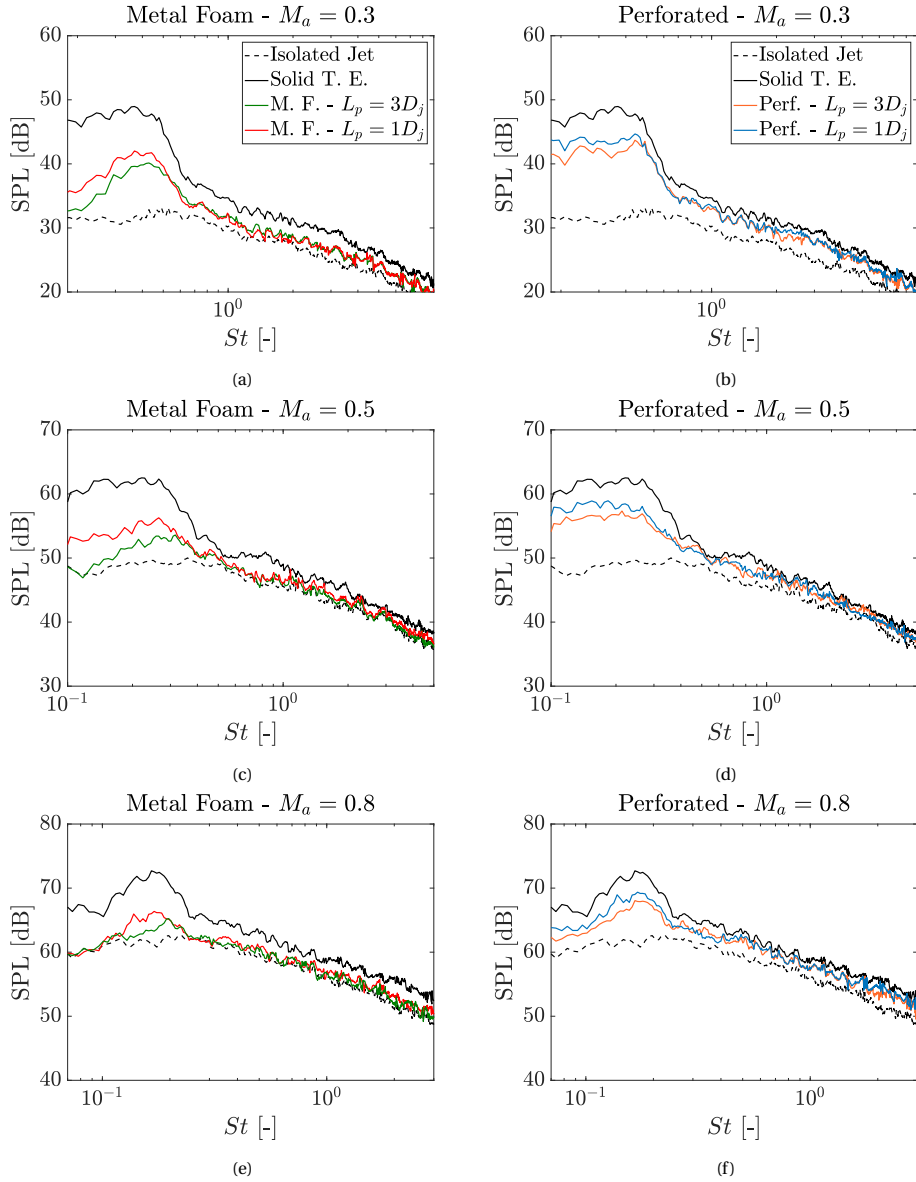 Metal Foam - $M_a = 0.3$
60
50
40
30
20
SPL [dB]
Isolated Jet
Solid T. E.
M. F. - $L_p = 3D_j$
M. F. - $L_p = 1D_j$
$10^0$
$St$ [-]
(a)
Perforated - $M_a = 0.3$
60
50
40
30
20
SPL [dB]
Isolated Jet
Solid T. E.
Perf. - $L_p = 3D_j$
Perf. - $L_p = 1D_j$
$10^0$
$St$ [-]
(b)
Metal Foam - $M_a = 0.5$
70
60
50
40
30
SPL [dB]
$10^{-1}$
$10^0$
$St$ [-]
(c)
Perforated - $M_a = 0.5$
70
60
50
40
30
SPL [dB]
$10^{-1}$
$10^0$
$St$ [-]
(d)
Metal Foam - $M_a = 0.8$
80
70
60
50
40
SPL [dB]
$10^{-1}$
$10^0$
$St$ [-]
(e)
Perforated - $M_a = 0.8$
80
70
60
50
40
SPL [dB]
$10^{-1}$
$10^0$
$St$ [-]
(f)